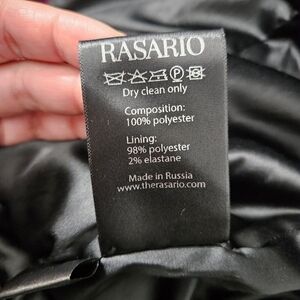 RASARIO
Dry clean only
Composition:
100% polyester
Lining:
98% polyester
2% elastane
Made in Russia
www.therasario.com